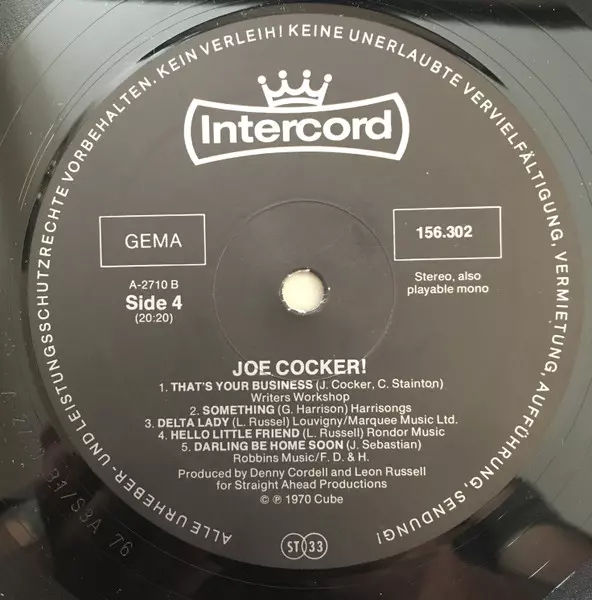 ALLE URHEBER- UND LEISTUNGSSCHUTZRECHTE VORBEHALTEN. KEIN VERLEIH! KEINE UNERLAUBTE VERVIELFÄLTIGUNG, VERMIETUNG, AUFFÜHRUNG, SENDUNG!
Intercord
GEMA
156.302
A-2710 B
Side 4
(20:20)
Stereo, also
playable mono
JOE COCKER!
1. THAT'S YOUR BUSINESS (J. Cocker, C. Stainton)
Writers Workshop
2. SOMETHING (G. Harrison) Harrisongs
3. DELTA LADY (L. Russel) Louvigny/Marquee Music Ltd.
4. HELLO LITTLE FRIEND (L. Russell) Rondor Music
5. DARLING BE HOME SOON (J. Sebastian)
Robbins Music/F. D. & H.
Produced by Denny Cordell and Leon Russell
for Straight Ahead Productions
© ℗ 1970 Cube
ST 33